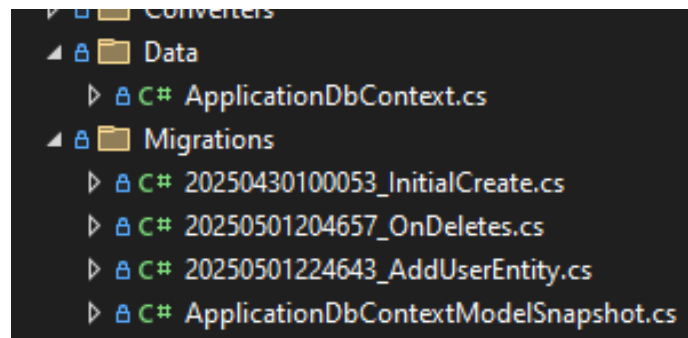 Converters
Data
C# ApplicationDbContext.cs
Migrations
C# 20250430100053_InitialCreate.cs
C# 20250501204657_OnDeletes.cs
C# 20250501224643_AddUserEntity.cs
C# ApplicationDbContextModelSnapshot.cs